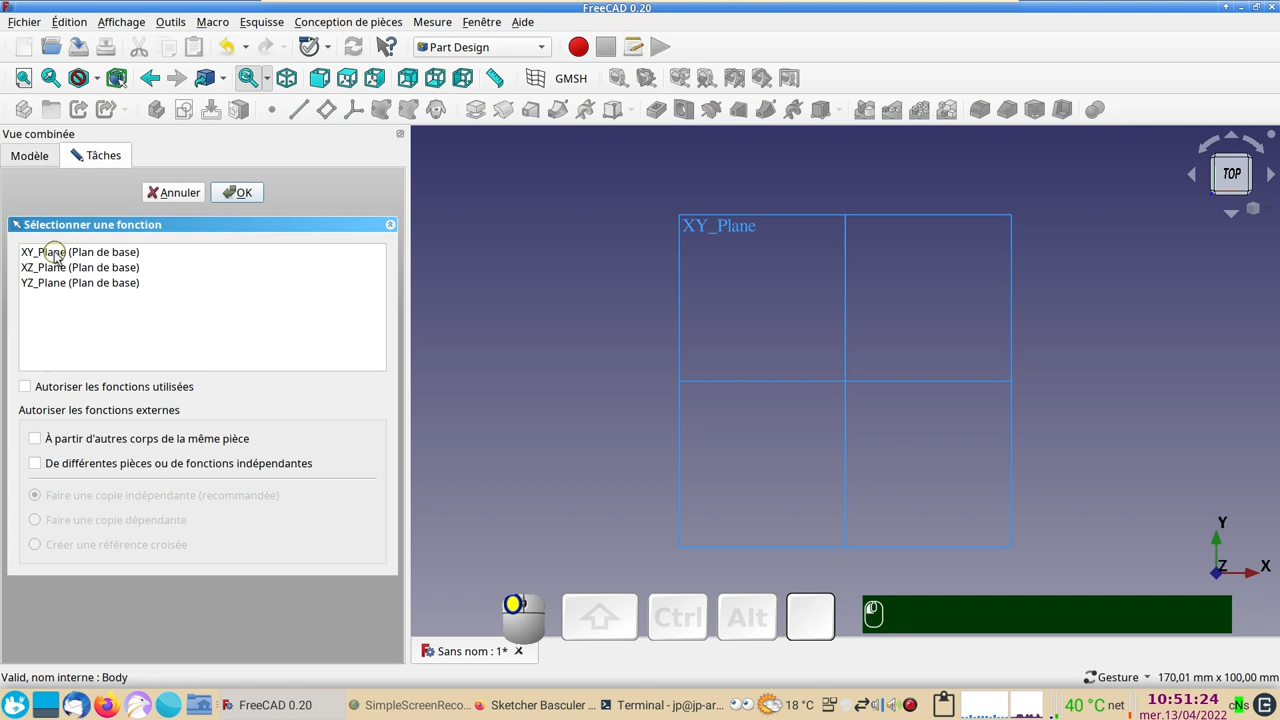 FreeCAD 0.20
Fichier Édition Affichage Outils Macro Esquisse Conception de pièces Mesure Fenêtre Aide
Part Design
GMSH
Vue combinée
Modèle Tâches
Annuler OK
TOP
Sélectionner une fonction
XY_Plane
XY_Plane (Plan de base)
XZ_Plane (Plan de base)
YZ_Plane (Plan de base)
Autoriser les fonctions utilisées
Autoriser les fonctions externes
À partir d'autres corps de la même pièce
De différentes pièces ou de fonctions indépendantes
Faire une copie indépendante (recommandée)
Faire une copie dépendante
Créer une référence croisée
Y
Z X
Ctrl Alt
Sans nom : 1*
Valid, nom interne : Body
Gesture 170,01 mm x 100,00 mm
FreeCAD 0.20 SimpleScreenReco... Sketcher Basculer ... Terminal - jp@jp-ar... 18 °C 40 °C net 10:51:24 cNs
mer.13/04/2022